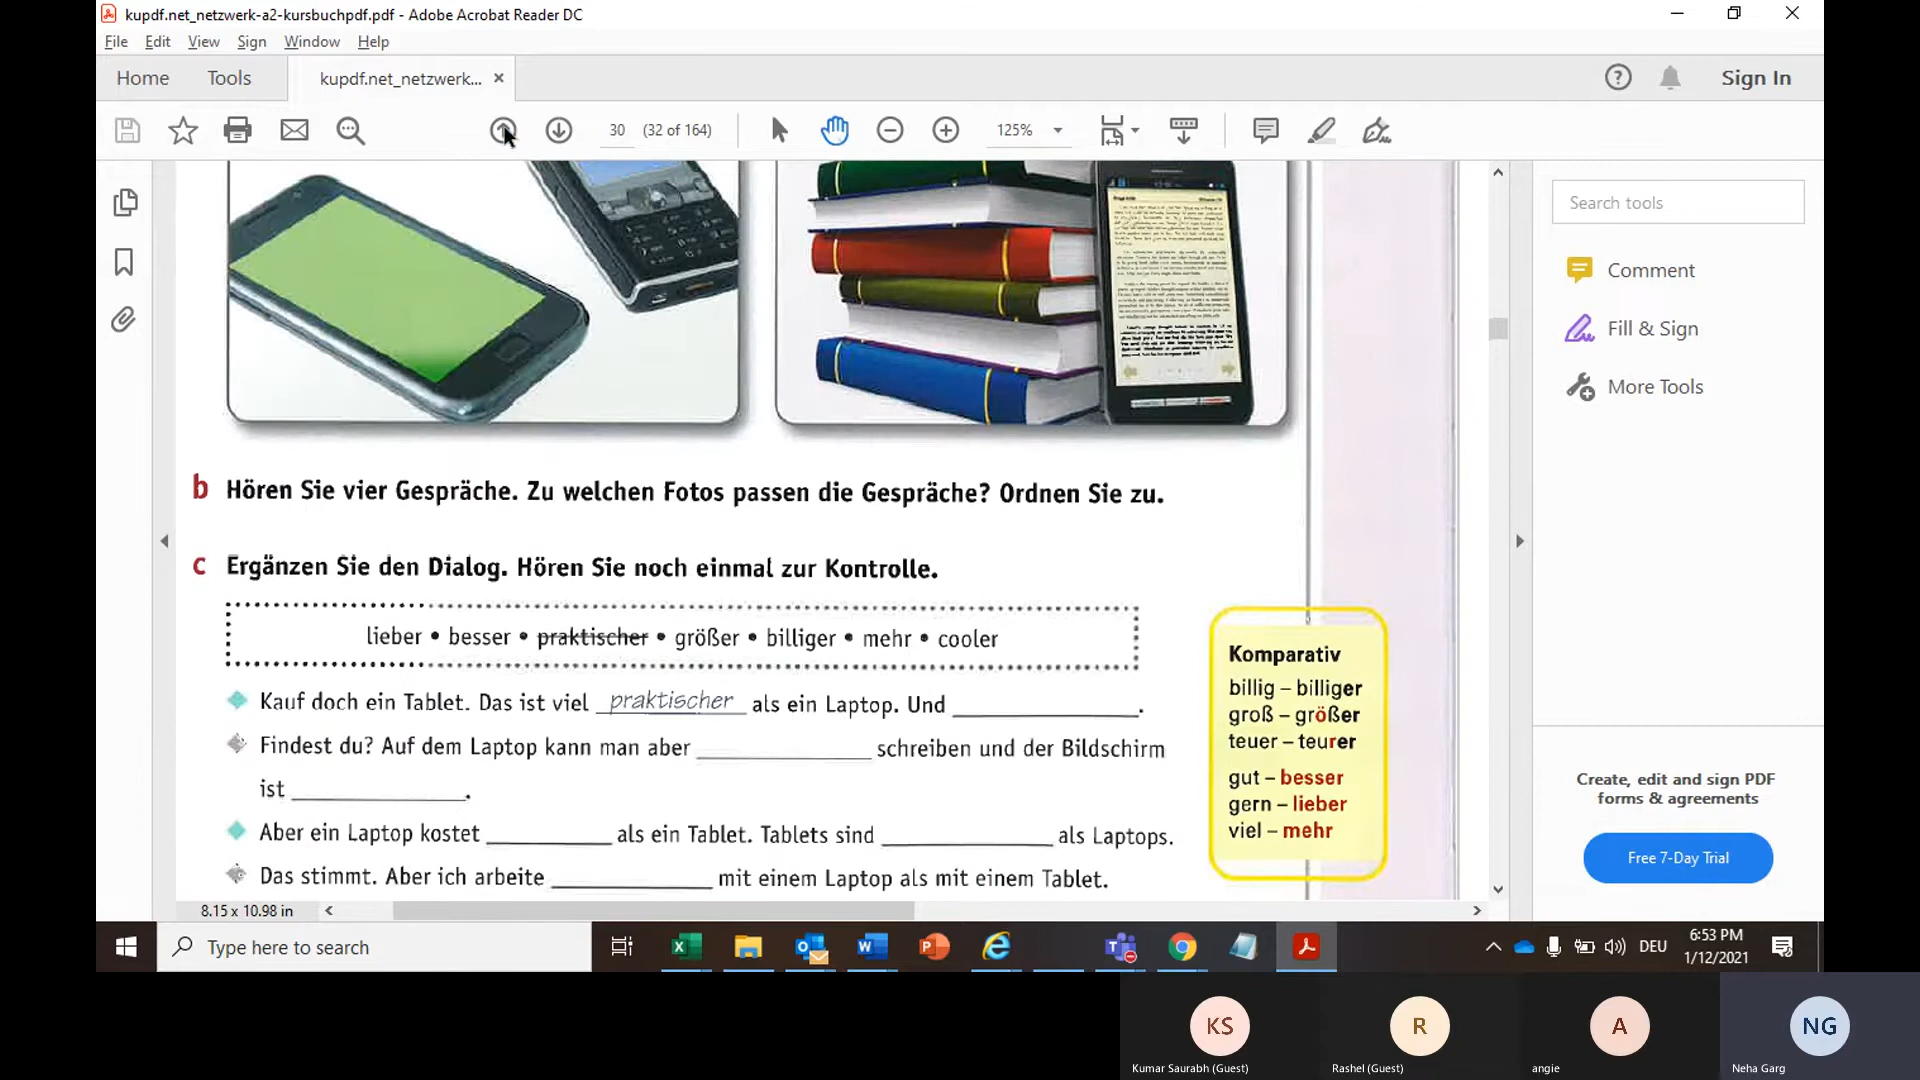 kupdf.net_netzwerk-a2-kursbuchpdf.pdf - Adobe Acrobat Reader DC
File Edit View Sign Window Help
Home Tools kupdf.net_netzwerk... × Sign In
30 (32 of 164) 125%
Search tools
Comment
Fill & Sign
More Tools
b Hören Sie vier Gespräche. Zu welchen Fotos passen die Gespräche? Ordnen Sie zu.
c Ergänzen Sie den Dialog. Hören Sie noch einmal zur Kontrolle.
lieber • besser • praktischer • größer • billiger • mehr • cooler
Kauf doch ein Tablet. Das ist viel praktischer als ein Laptop. Und ____________.
Findest du? Auf dem Laptop kann man aber ____________ schreiben und der Bildschirm
ist ____________.
Aber ein Laptop kostet ____________ als ein Tablet. Tablets sind ____________ als Laptops.
Das stimmt. Aber ich arbeite ____________ mit einem Laptop als mit einem Tablet.
Komparativ
billig – billiger
groß – größer
teuer – teurer
gut – besser
gern – lieber
viel – mehr
Create, edit and sign PDF
forms & agreements
Free 7-Day Trial
8.15 x 10.98 in
Type here to search
DEU
6:53 PM
1/12/2021
KS R A NG
Kumar Saurabh (Guest) Rashel (Guest) angie Neha Garg